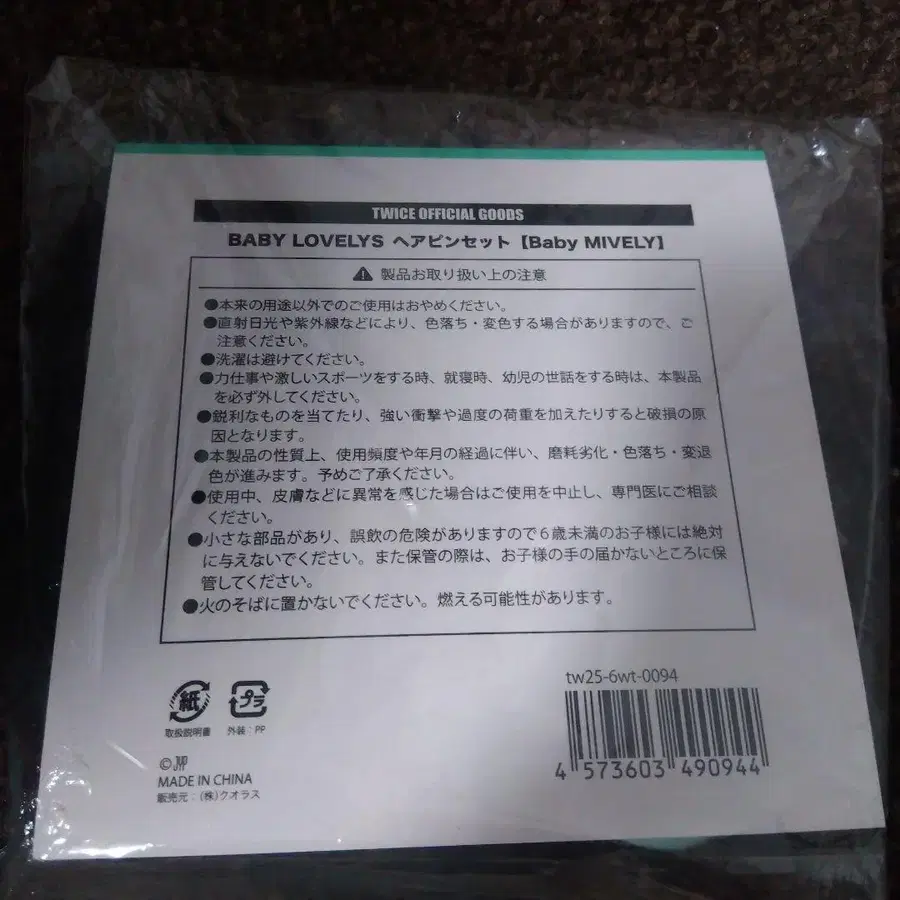 TWICE OFFICIAL GOODS
BABY LOVELYS ヘアピンセット【Baby MIVELY】
製品お取り扱い上の注意
●本来の用途以外でのご使用はおやめください。
●直射日光や紫外線などにより、色落ち・変色する場合がありますので、ご
注意ください。
●洗濯は避けてください。
●力仕事や激しいスポーツをする時、就寝時、幼児の世話をする時は、本製品
を必ず外してください。
●鋭利なものを当てたり、強い衝撃や過度の荷重を加えたりすると破損の原
因となります。
●本製品の性質上、使用頻度や年月の経過に伴い、磨耗劣化・色落ち・変退
色が進みます。予めご了承ください。
●使用中、皮膚などに異常を感じた場合はご使用を中止し、専門医にご相談
ください。
●小さな部品があり、誤飲の危険がありますので6歳未満のお子様には絶対
に与えないでください。また保管の際は、お子様の手の届かないところに保
管してください。
●火のそばに置かないでください。燃える可能性があります。
tw25-6wt-0094
紙 プラ
取扱説明書 外装：PP
4 573603 490944
© JYP
MADE IN CHINA
販売元：(株)クオラス